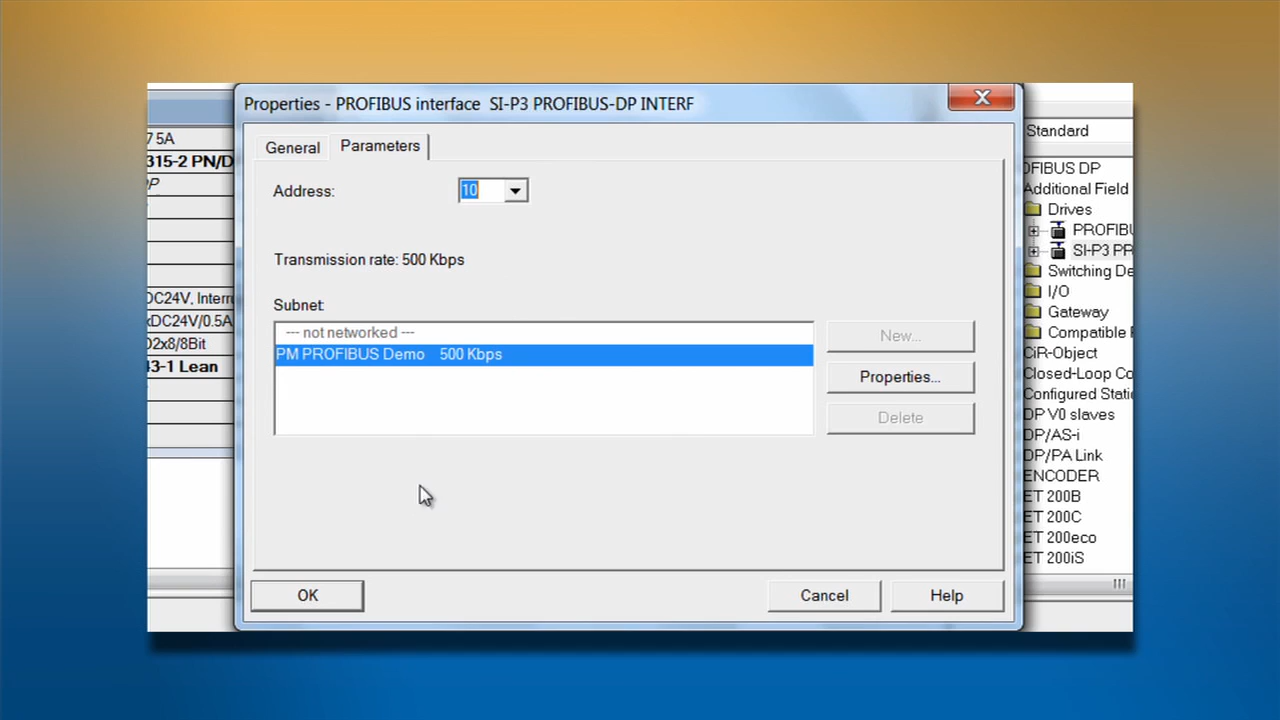 Properties - PROFIBUS interface SI-P3 PROFIBUS-DP INTERF
General
Parameters
Address:
10
Transmission rate: 500 Kbps
Subnet:
--- not networked ---
PM PROFIBUS Demo 500 Kbps
New...
Properties...
Delete
OK
Cancel
Help
5A
315-2 PN/D
DC24V, Interru
xDC24V/0.5A
D2x8/8Bit
43-1 Lean
Standard
OFIBUS DP
Additional Field
Drives
PROFIBU
SI-P3 PR
Switching De
I/O
Gateway
Compatible
CiR-Object
Closed-Loop Co
Configured Stati
DP V0 slaves
DP/AS-i
DP/PA Link
ENCODER
ET 200B
ET 200C
ET 200eco
ET 200iS